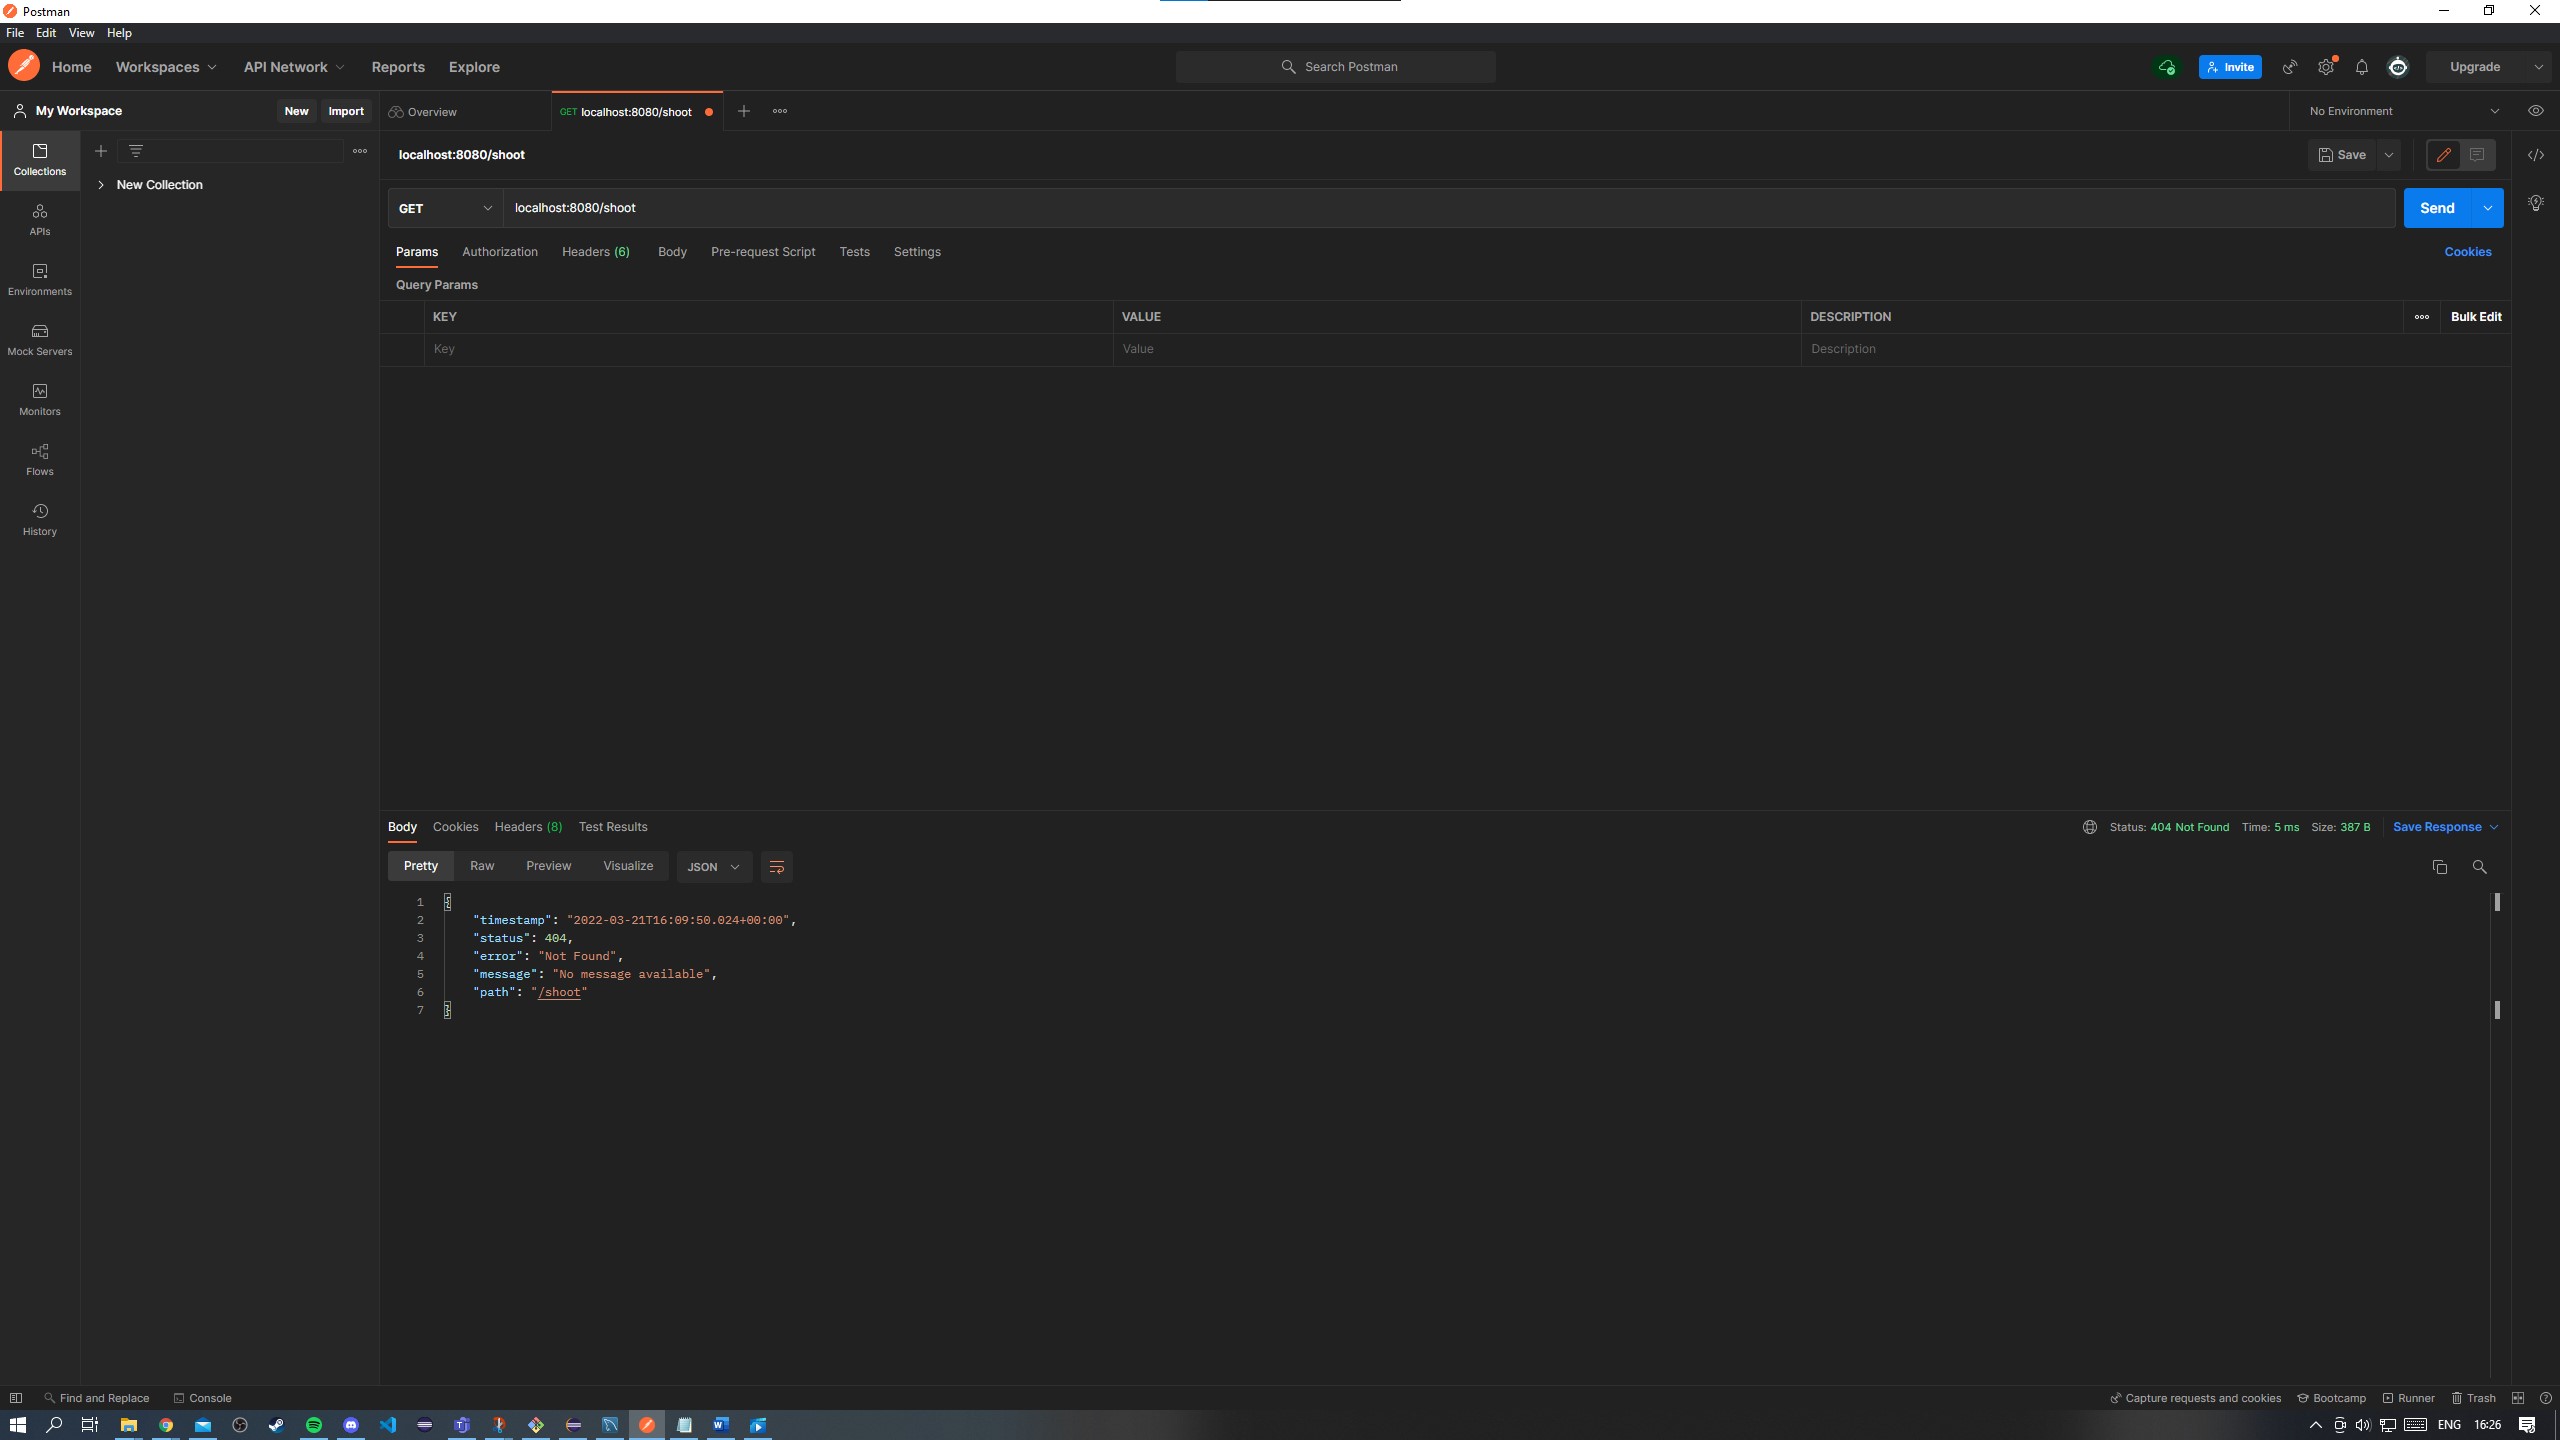 Postman
File Edit View Help
Home Workspaces API Network Reports Explore Search Postman Invite Upgrade
My Workspace New Import Overview GET localhost:8080/shoot No Environment
Collections
APIs
Environments
Mock Servers
Monitors
Flows
History
New Collection
localhost:8080/shoot Save
GET localhost:8080/shoot Send
Params Authorization Headers (6) Body Pre-request Script Tests Settings Cookies
Query Params
KEY VALUE DESCRIPTION Bulk Edit
Key Value Description
Body Cookies Headers (8) Test Results Status: 404 Not Found Time: 5 ms Size: 387 B Save Response
Pretty Raw Preview Visualize JSON
1 {
2 "timestamp": "2022-03-21T16:09:50.024+00:00",
3 "status": 404,
4 "error": "Not Found",
5 "message": "No message available",
6 "path": "/shoot"
7 }
Find and Replace Console Capture requests and cookies Bootcamp Runner Trash
ENG 16:26